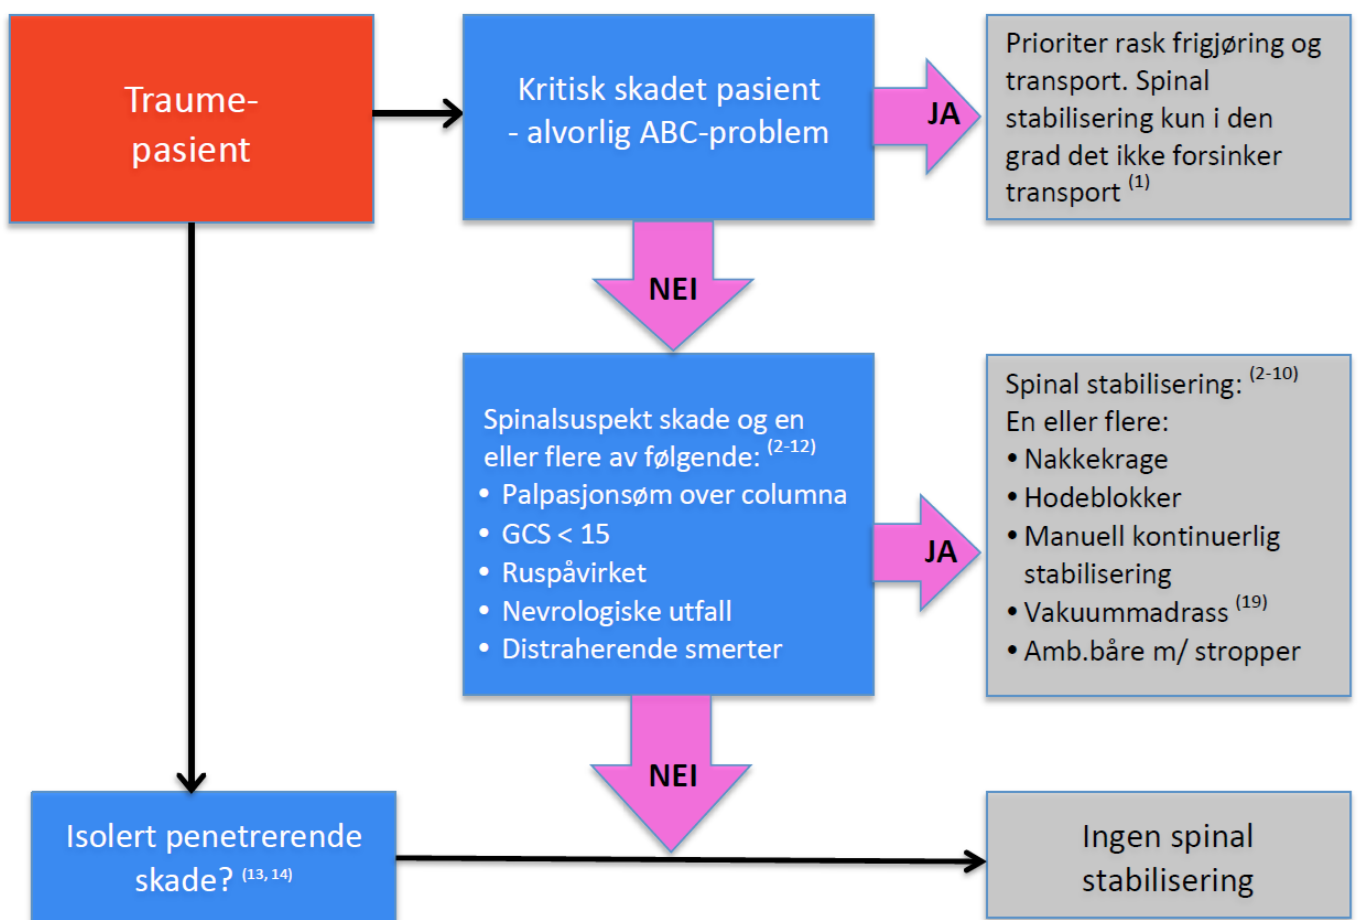 Traume-
pasient
Kritisk skadet pasient
- alvorlig ABC-problem
JA
Prioriter rask frigjøring og
transport. Spinal
stabilisering kun i den
grad det ikke forsinker
transport (1)
NEI
Spinalsuspekt skade og en
eller flere av følgende: (2-12)
• Palpasjonsøm over columna
• GCS < 15
• Ruspåvirket
• Nevrologiske utfall
• Distraherende smerter
JA
Spinal stabilisering: (2-10)
En eller flere:
• Nakkekrage
• Hodeblokker
• Manuell kontinuerlig
stabilisering
• Vakuummadrass (19)
• Amb.båre m/ stropper
NEI
Isolert penetrerende
skade? (13, 14)
Ingen spinal
stabilisering